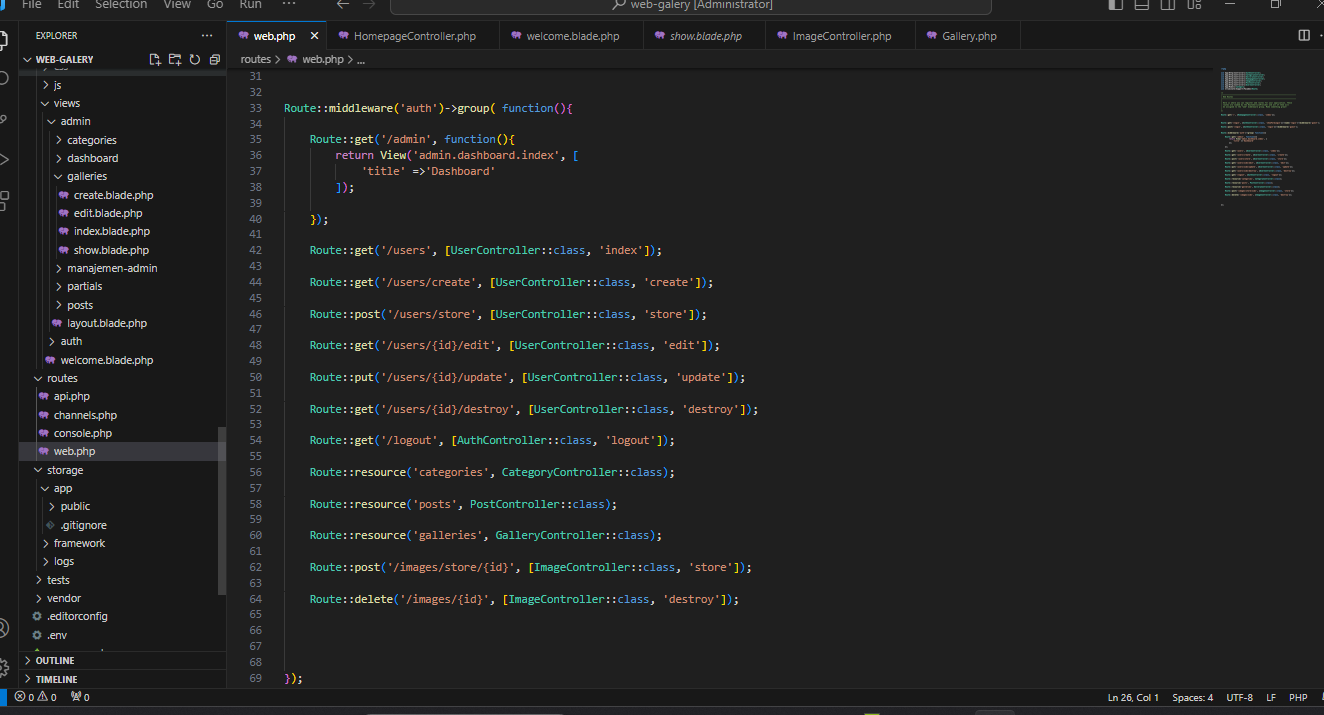 File Edit Selection View Go Run ··· web-galery [Administrator]
EXPLORER ···
WEB-GALERY
js
views
admin
categories
dashboard
galleries
create.blade.php
edit.blade.php
index.blade.php
show.blade.php
manajemen-admin
partials
posts
layout.blade.php
auth
welcome.blade.php
routes
api.php
channels.php
console.php
web.php
storage
app
public
.gitignore
framework
logs
tests
vendor
.editorconfig
.env
OUTLINE
TIMELINE
web.php HomepageController.php welcome.blade.php show.blade.php ImageController.php Gallery.php
routes > web.php > ...
31
32
33 Route::middleware('auth')->group( function(){
34
35 Route::get('/admin', function(){
36 return View('admin.dashboard.index', [
37 'title' =>'Dashboard'
38 ]);
39
40 });
41
42 Route::get('/users', [UserController::class, 'index']);
43
44 Route::get('/users/create', [UserController::class, 'create']);
45
46 Route::post('/users/store', [UserController::class, 'store']);
47
48 Route::get('/users/{id}/edit', [UserController::class, 'edit']);
49
50 Route::put('/users/{id}/update', [UserController::class, 'update']);
51
52 Route::get('/users/{id}/destroy', [UserController::class, 'destroy']);
53
54 Route::get('/logout', [AuthController::class, 'logout']);
55
56 Route::resource('categories', CategoryController::class);
57
58 Route::resource('posts', PostController::class);
59
60 Route::resource('galleries', GalleryController::class);
61
62 Route::post('/images/store/{id}', [ImageController::class, 'store']);
63
64 Route::delete('/images/{id}', [ImageController::class, 'destroy']);
65
66
67
68
69 });
0 0 0 Ln 26, Col 1 Spaces: 4 UTF-8 LF PHP